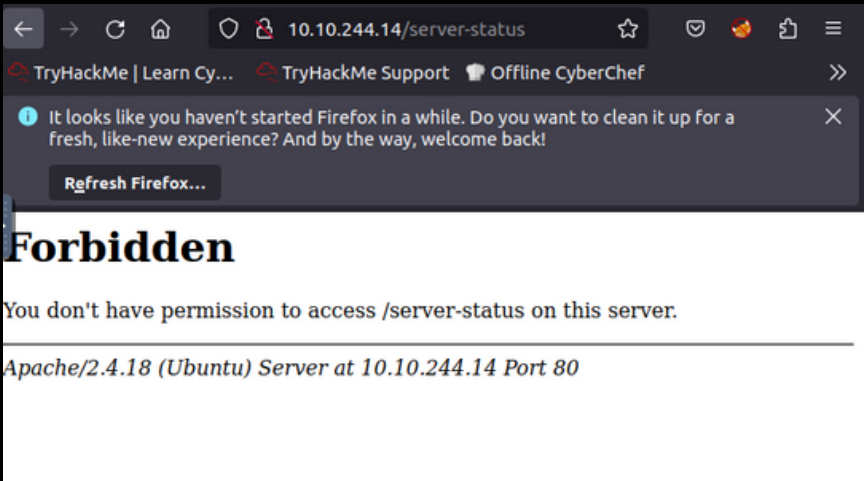 10.10.244.14/server-status
TryHackMe | Learn Cy... TryHackMe Support Offline CyberChef
It looks like you haven’t started Firefox in a while. Do you want to clean it up for a
fresh, like-new experience? And by the way, welcome back!
Refresh Firefox...
Forbidden
You don't have permission to access /server-status on this server.
Apache/2.4.18 (Ubuntu) Server at 10.10.244.14 Port 80